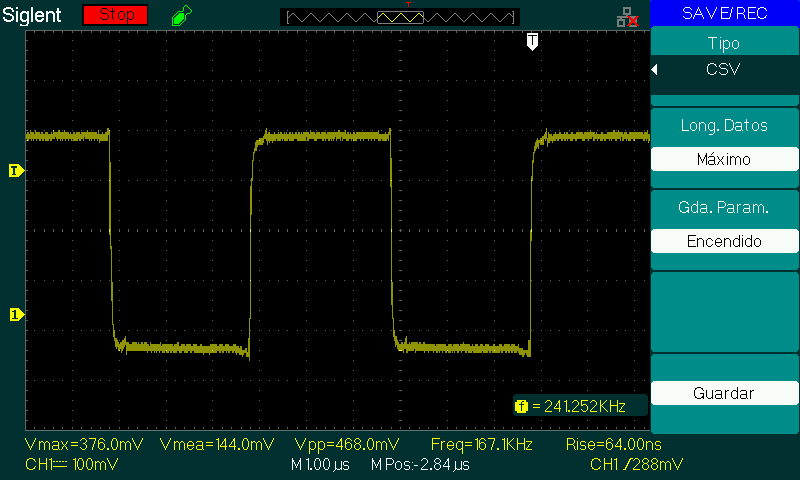 Siglent Stop T SAVE/REC
T
Tipo
CSV
Long. Datos
Máximo
T
Gda. Param.
Encendido
1
Guardar
f = 241.252KHz
Vmax=376.0mV Vmea=144.0mV Vpp=468.0mV Freq=167.1KHz Rise=64.00ns
CH1 100mV M 1.00µs M Pos:-2.84µs CH1 288mV